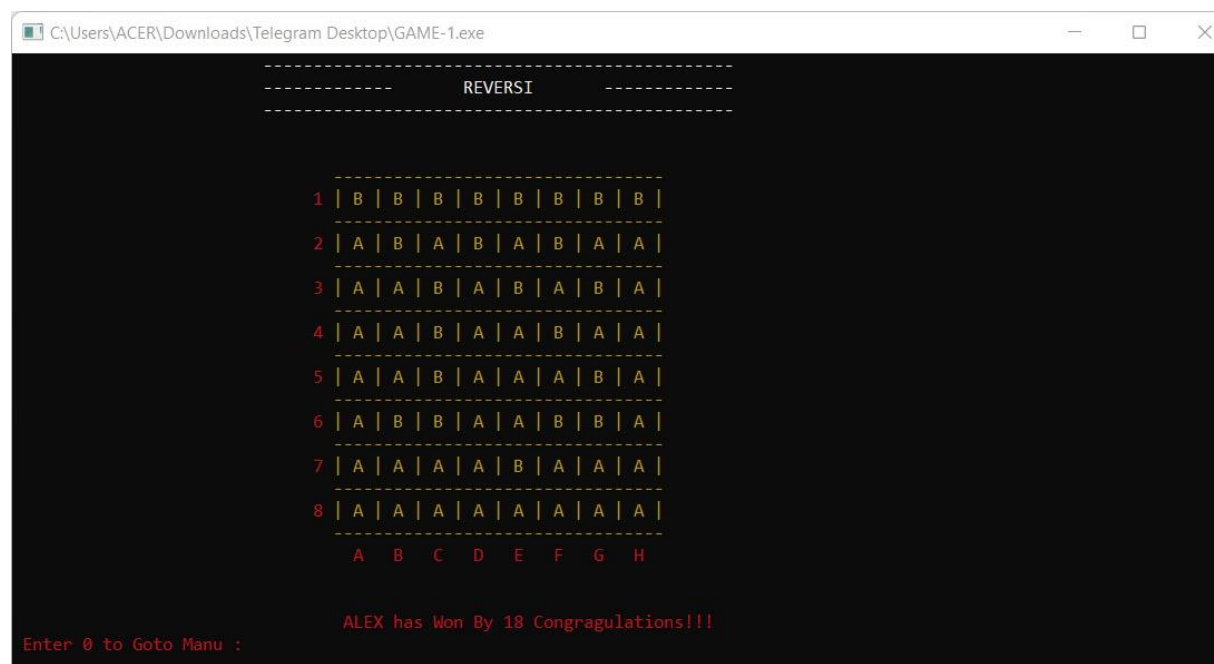 C:\Users\ACER\Downloads\Telegram Desktop\GAME-1.exe
-----------------------------------------------
------------- REVERSI -------------
-----------------------------------------------
---------------------------------
1 | B | B | B | B | B | B | B | B |
---------------------------------
2 | A | B | A | B | A | B | A | A |
---------------------------------
3 | A | A | B | A | B | A | B | A |
---------------------------------
4 | A | A | B | A | A | B | A | A |
---------------------------------
5 | A | A | B | A | A | A | B | A |
---------------------------------
6 | A | B | B | A | A | B | B | A |
---------------------------------
7 | A | A | A | A | B | A | A | A |
---------------------------------
8 | A | A | A | A | A | A | A | A |
---------------------------------
A B C D E F G H
ALEX has Won By 18 Congragulations!!!
Enter 0 to Goto Manu :